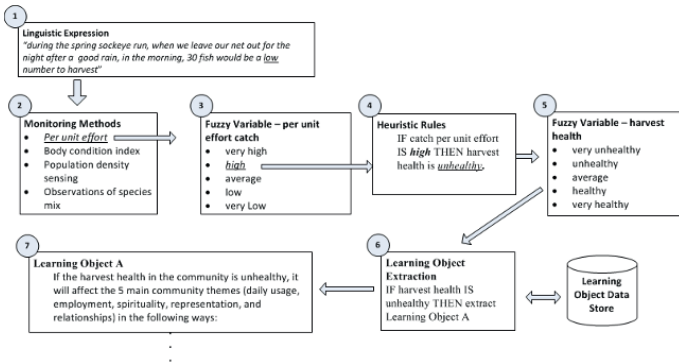 1
Linguistic Expression
"during the spring sockeye run, when we leave our net out for the
night after a good rain, in the morning, 30 fish would be a low
number to harvest"
2
Monitoring Methods
• Per unit effort
• Body condition index
• Population density
sensing
• Observations of species
mix
3
Fuzzy Variable – per unit
effort catch
• very high
• high
• average
• low
• very Low
4
Heuristic Rules
IF catch per unit effort
IS high THEN harvest
health is unhealthy.
5
Fuzzy Variable – harvest
health
• very unhealthy
• unhealthy
• average
• healthy
• very healthy
6
Learning Object
Extraction
IF harvest health IS
unhealthy THEN extract
Learning Object A
Learning
Object Data
Store
7
Learning Object A
If the harvest health in the community is unhealthy, it
will affect the 5 main community themes (daily usage,
employment, spirituality, representation, and
relationships) in the following ways:
.
.
.